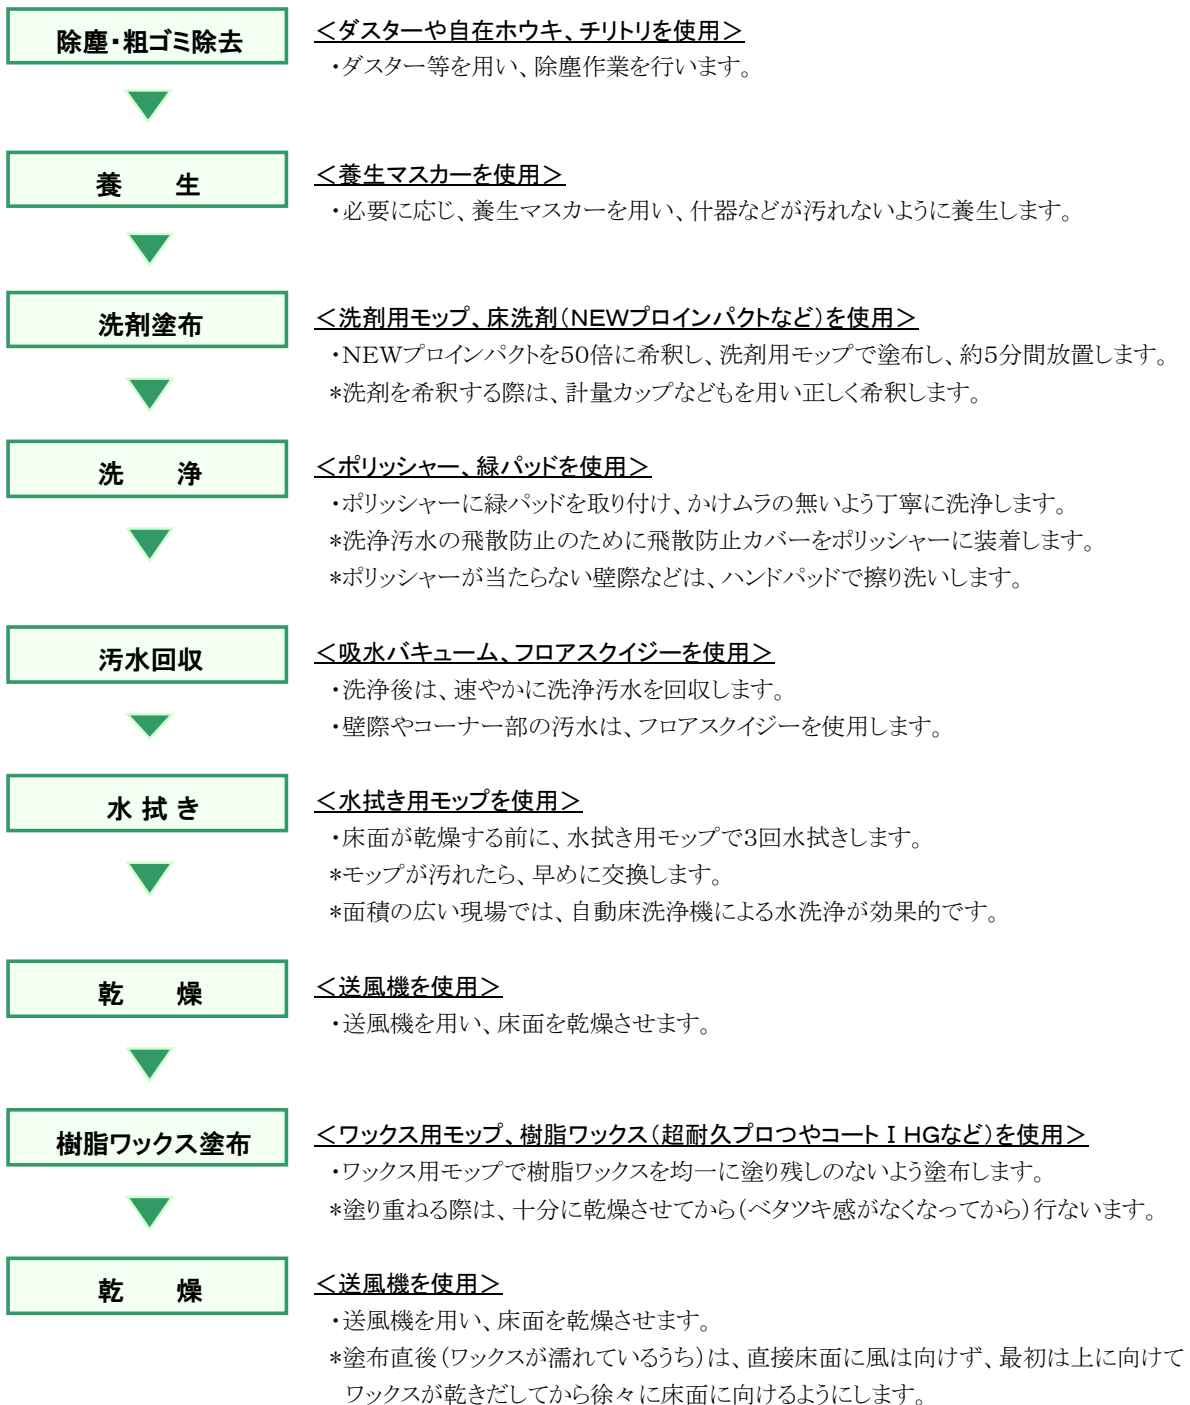 除塵・粗ゴミ除去
＜ダスターや自在ホウキ、チリトリを使用＞
・ダスター等を用い、除塵作業を行います。
養　　生
＜養生マスカーを使用＞
・必要に応じ、養生マスカーを用い、什器などが汚れないように養生します。
洗剤塗布
＜洗剤用モップ、床洗剤（NEWプロインパクトなど）を使用＞
・NEWプロインパクトを50倍に希釈し、洗剤用モップで塗布し、約5分間放置します。
*洗剤を希釈する際は、計量カップなどもを用い正しく希釈します。
洗　　浄
＜ポリッシャー、緑パッドを使用＞
・ポリッシャーに緑パッドを取り付け、かけムラの無いよう丁寧に洗浄します。
*洗浄汚水の飛散防止のために飛散防止カバーをポリッシャーに装着します。
*ポリッシャーが当たらない壁際などは、ハンドパッドで擦り洗いします。
汚水回収
＜吸水バキューム、フロアスクイジーを使用＞
・洗浄後は、速やかに洗浄汚水を回収します。
・壁際やコーナー部の汚水は、フロアスクイジーを使用します。
水 拭 き
＜水拭き用モップを使用＞
・床面が乾燥する前に、水拭き用モップで3回水拭きします。
*モップが汚れたら、早めに交換します。
*面積の広い現場では、自動床洗浄機による水洗浄が効果的です。
乾　　燥
＜送風機を使用＞
・送風機を用い、床面を乾燥させます。
樹脂ワックス塗布
＜ワックス用モップ、樹脂ワックス（超耐久プロつやコートⅠHGなど）を使用＞
・ワックス用モップで樹脂ワックスを均一に塗り残しのないよう塗布します。
*塗り重ねる際は、十分に乾燥させてから（ベタツキ感がなくなってから）行ないます。
乾　　燥
＜送風機を使用＞
・送風機を用い、床面を乾燥させます。
*塗布直後（ワックスが濡れているうち）は、直接床面に風は向けず、最初は上に向けて
ワックスが乾きだしてから徐々に床面に向けるようにします。